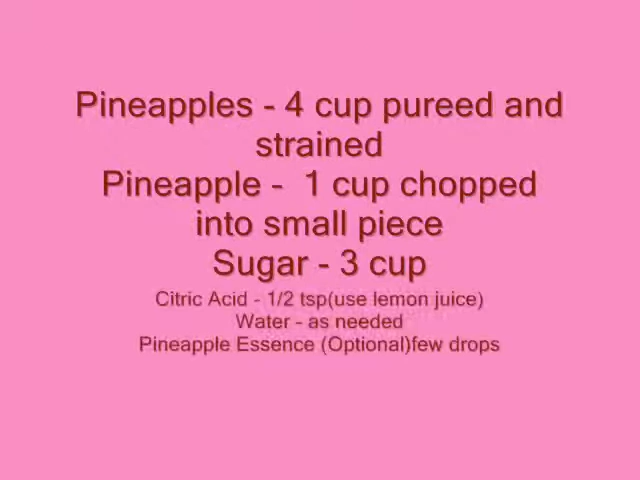 Pineapples - 4 cup pureed and
strained
Pineapple -  1 cup chopped
into small piece
Sugar - 3 cup
Citric Acid - 1/2 tsp(use lemon juice)
Water - as needed
Pineapple Essence (Optional)few drops